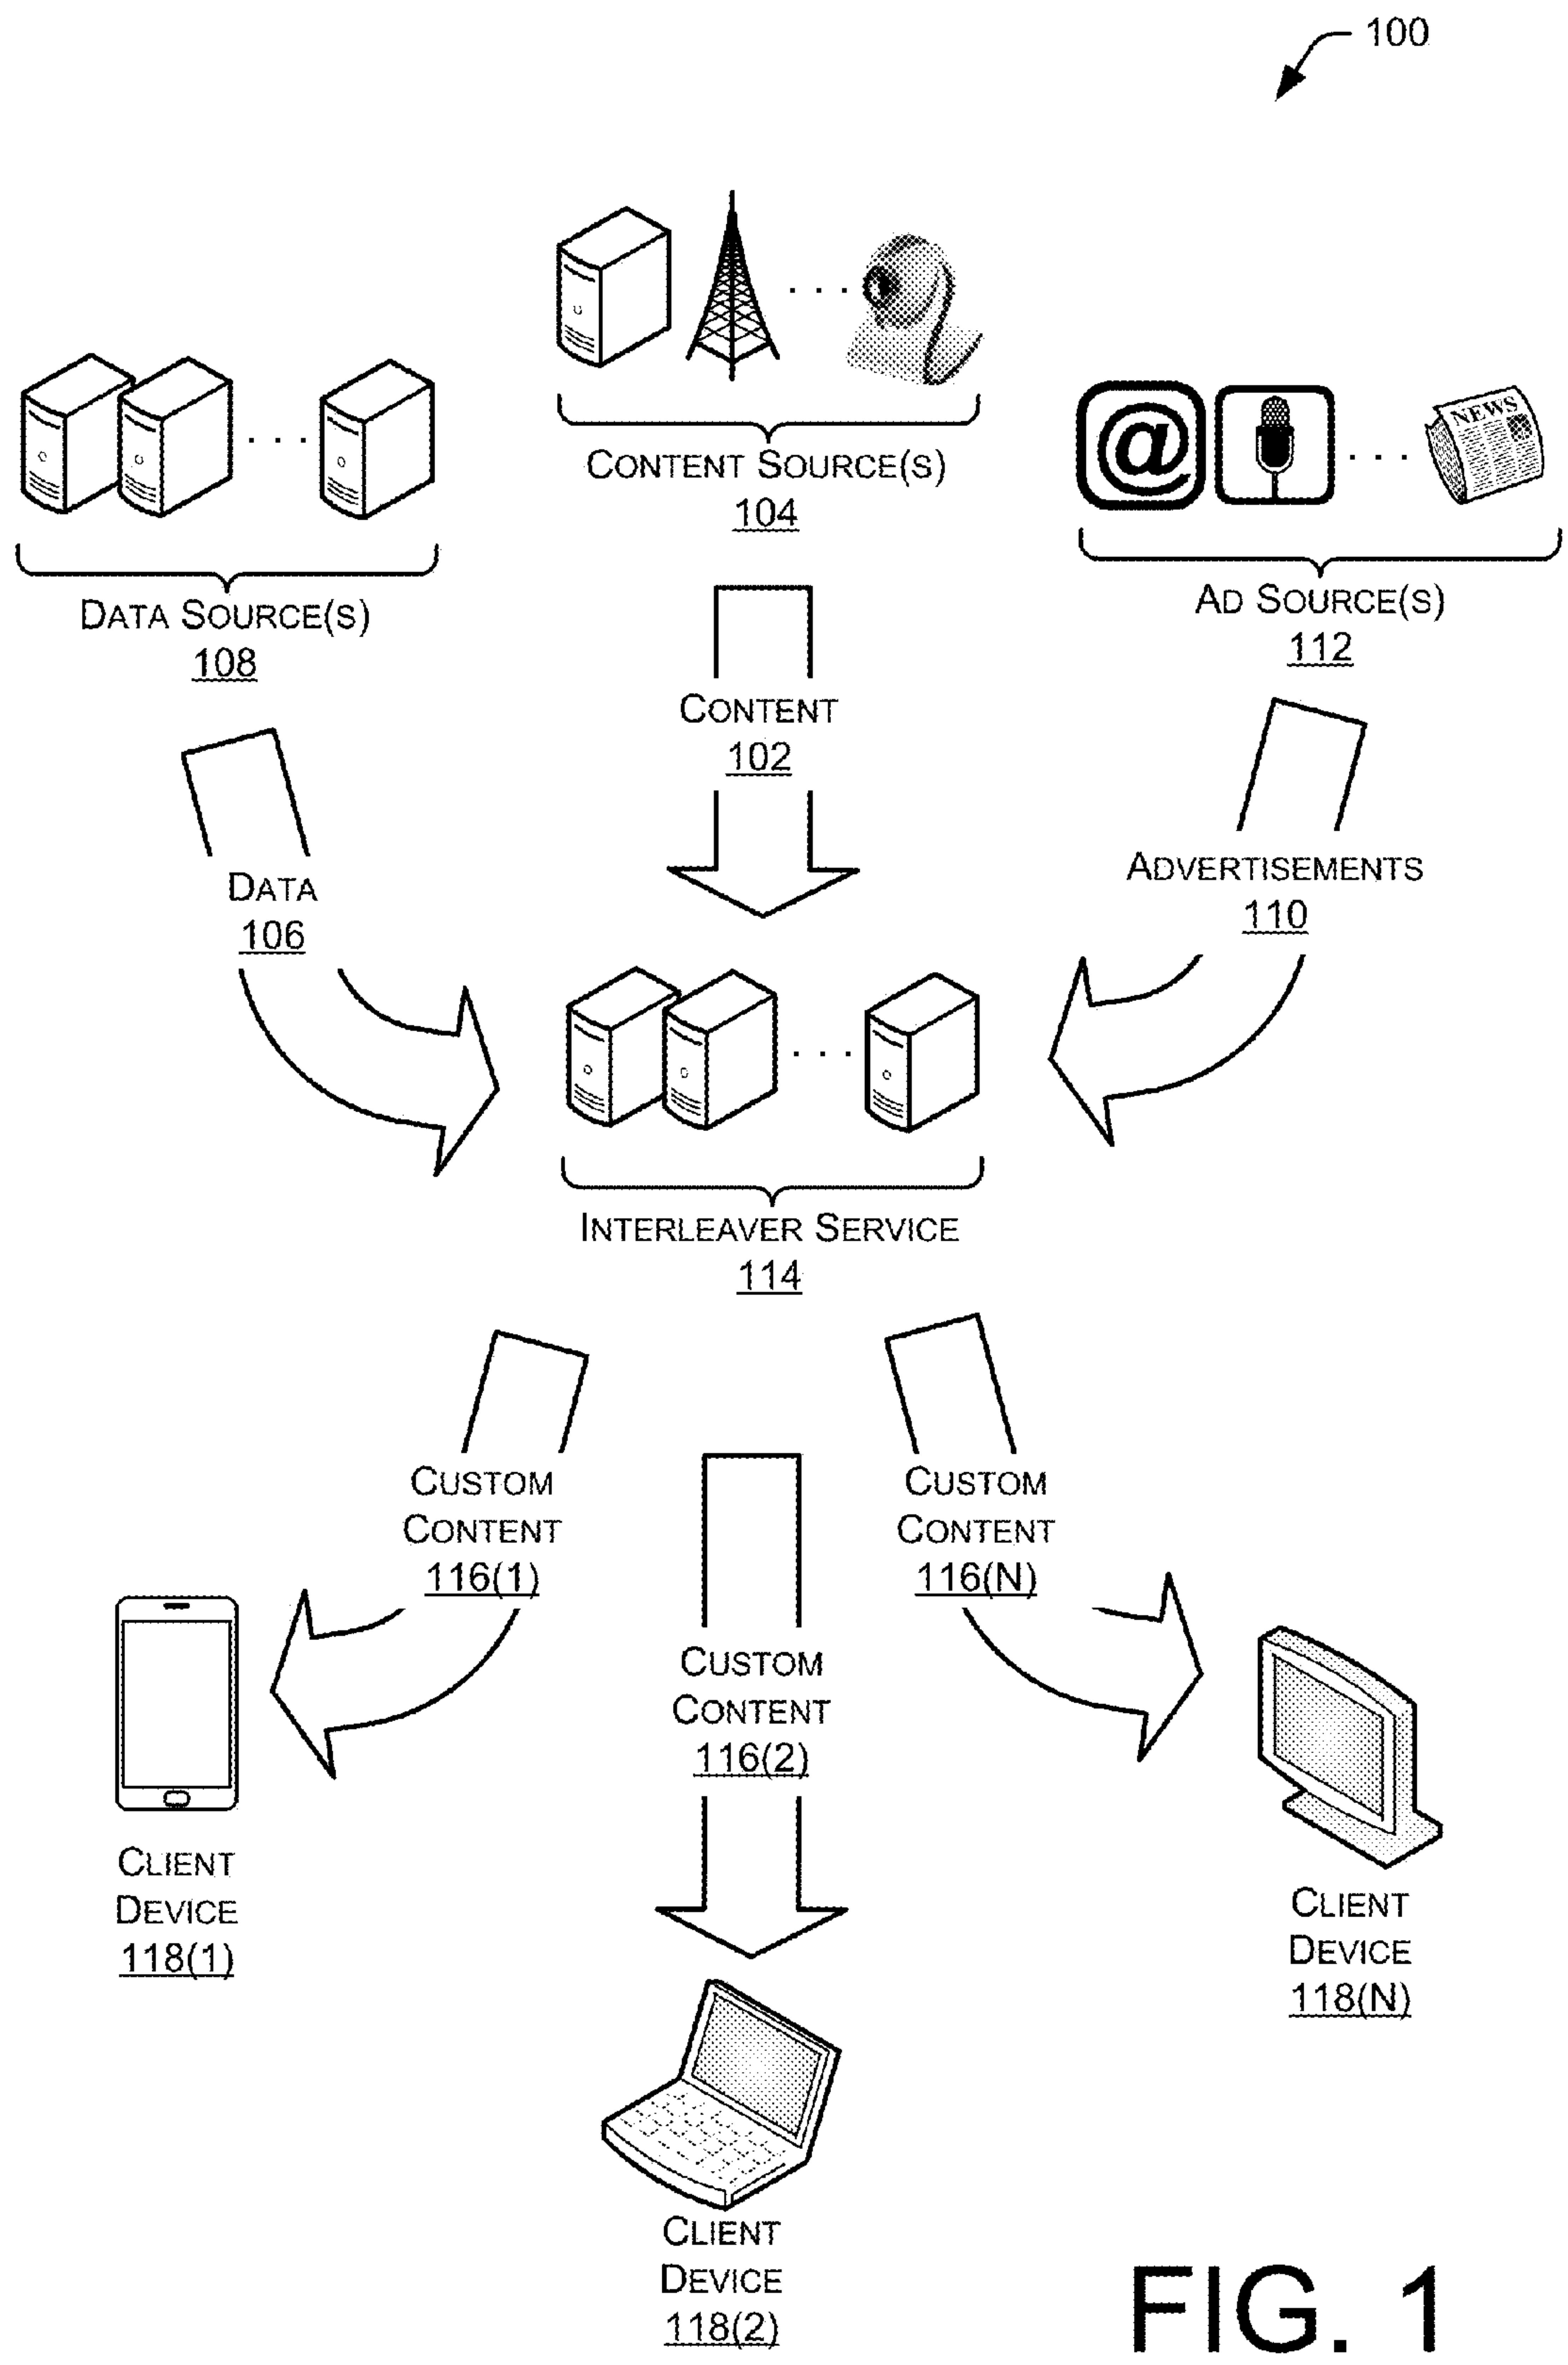 100
NEWS
@
CONTENT SOURCE(S)
104
DATA SOURCE(S)
108
AD SOURCE(S)
112
CONTENT
102
DATA
106
ADVERTISEMENTS
110
INTERLEAVER SERVICE
114
CUSTOM
CONTENT
116(1)
CUSTOM
CONTENT
116(N)
CUSTOM
CONTENT
116(2)
CLIENT
DEVICE
118(1)
CLIENT
DEVICE
118(N)
CLIENT
DEVICE
118(2)
FIG. 1